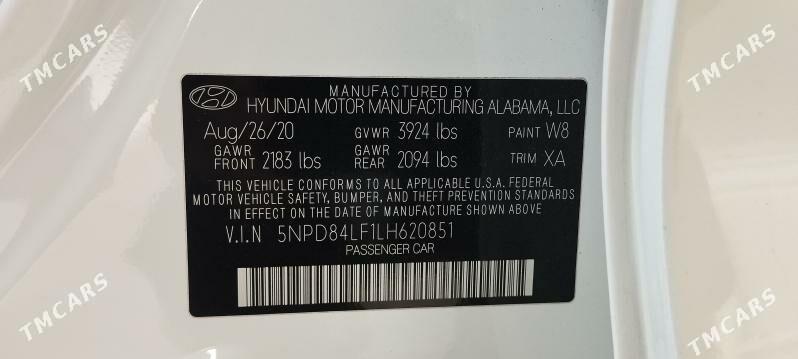 MANUFACTURED BY
HYUNDAI MOTOR MANUFACTURING ALABAMA, LLC
Aug/26/20 GVWR 3924 lbs PAINT W8
GAWR FRONT 2183 lbs GAWR REAR 2094 lbs TRIM XA
THIS VEHICLE CONFORMS TO ALL APPLICABLE U.S.A. FEDERAL
MOTOR VEHICLE SAFETY, BUMPER, AND THEFT PREVENTION STANDARDS
IN EFFECT ON THE DATE OF MANUFACTURE SHOWN ABOVE
V.I.N 5NPD84LF1LH620851
PASSENGER CAR
TMCARS
TMCARS
TMCARS
TMCARS